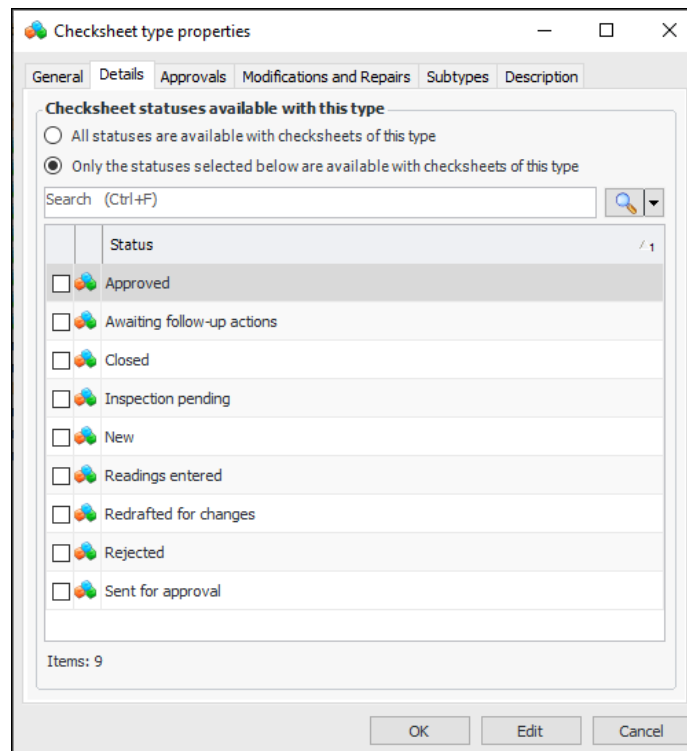 Checksheet type properties
General Details Approvals Modifications and Repairs Subtypes Description
Checksheet statuses available with this type
All statuses are available with checksheets of this type
Only the statuses selected below are available with checksheets of this type
Search (Ctrl+F)
Status 1
Approved
Awaiting follow-up actions
Closed
Inspection pending
New
Readings entered
Redrafted for changes
Rejected
Sent for approval
Items: 9
OK Edit Cancel